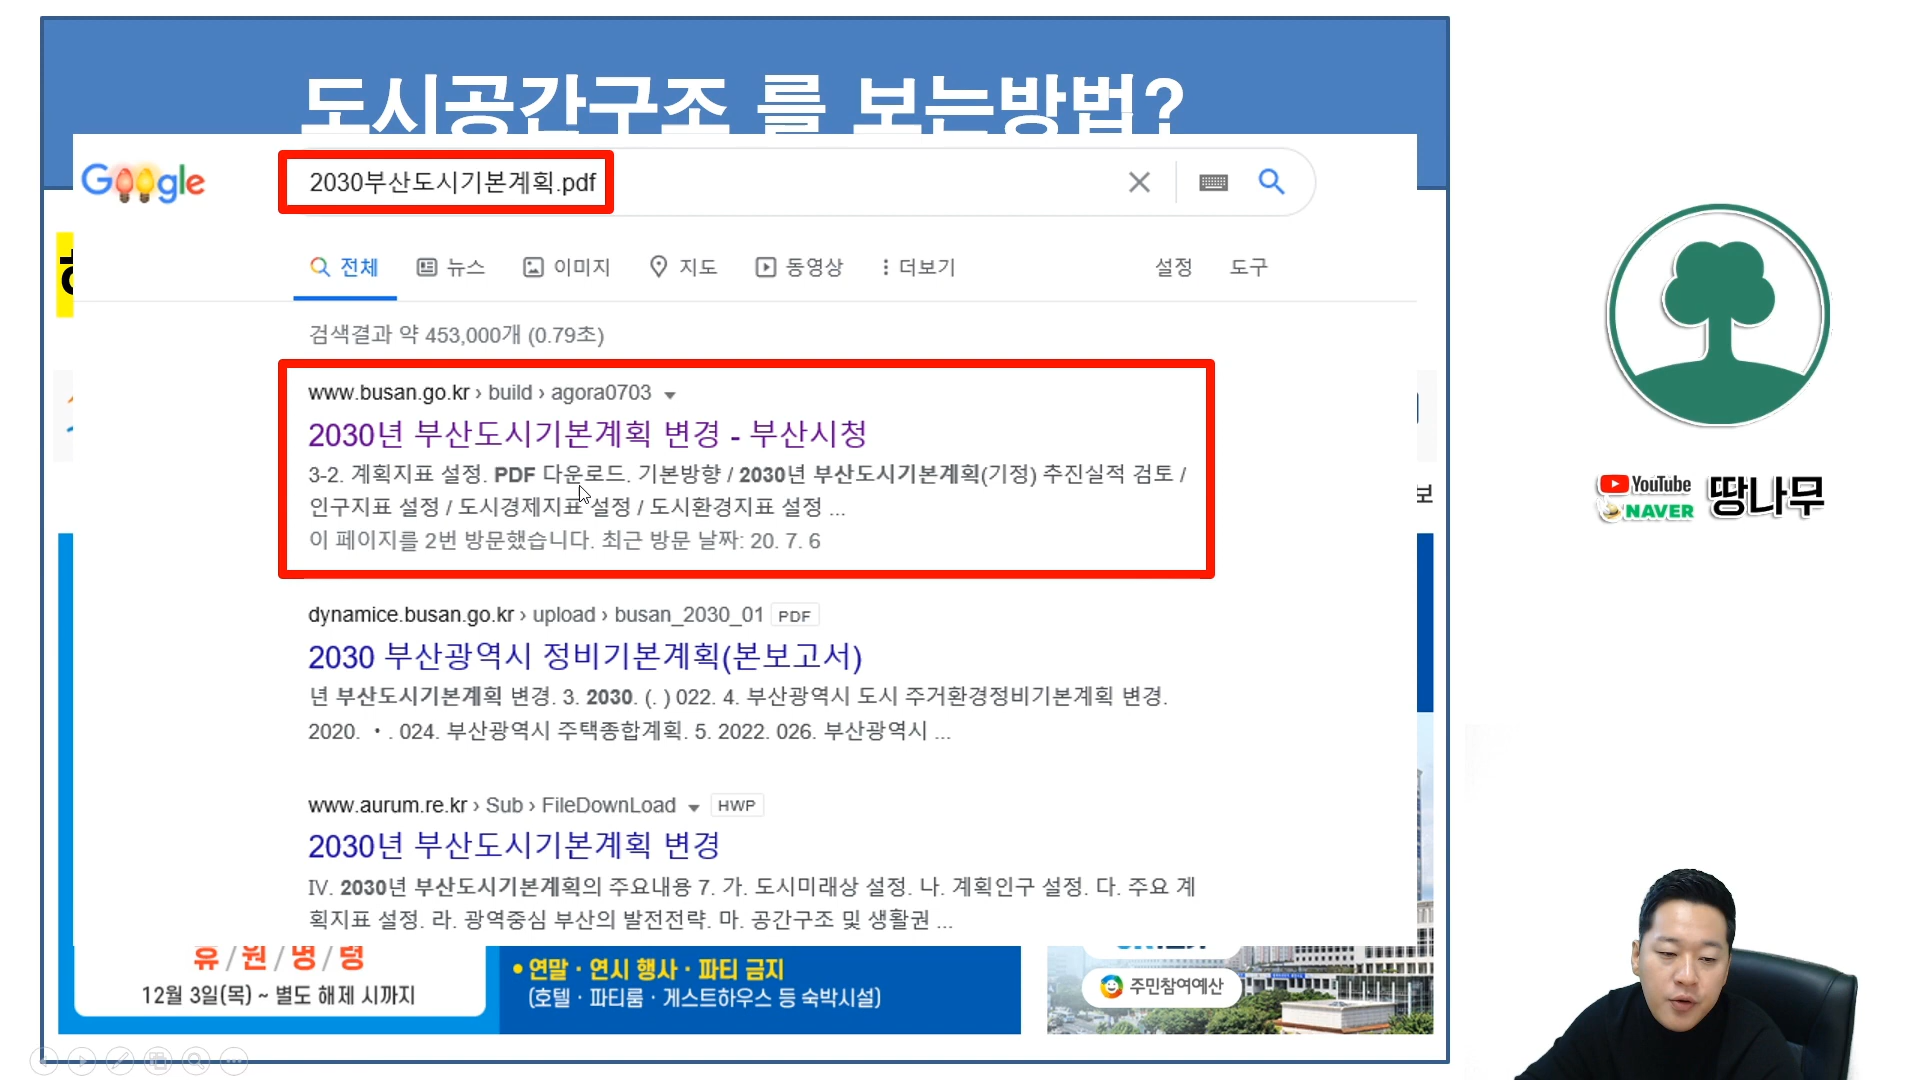 도시공간구조 를 보는방법?
Google
2030부산도시기본계획.pdf
전체 뉴스 이미지 지도 동영상 더보기 설정 도구
검색결과 약 453,000개 (0.79초)
www.busan.go.kr › build › agora0703
2030년 부산도시기본계획 변경 - 부산시청
3-2. 계획지표 설정. PDF 다운로드. 기본방향 / 2030년 부산도시기본계획(기정) 추진실적 검토 /
인구지표 설정 / 도시경제지표 설정 / 도시환경지표 설정 ...
이 페이지를 2번 방문했습니다. 최근 방문 날짜: 20. 7. 6
dynamice.busan.go.kr › upload › busan_2030_01 PDF
2030 부산광역시 정비기본계획(본보고서)
년 부산도시기본계획 변경. 3. 2030. (. ) 022. 4. 부산광역시 도시 주거환경정비기본계획 변경.
2020. ・ . 024. 부산광역시 주택종합계획. 5. 2022. 026. 부산광역시 ...
www.aurum.re.kr › Sub › FileDownLoad HWP
2030년 부산도시기본계획 변경
IV. 2030년 부산도시기본계획의 주요내용 7. 가. 도시미래상 설정. 나. 계획인구 설정. 다. 주요 계
획지표 설정. 라. 광역중심 부산의 발전전략. 마. 공간구조 및 생활권 ...
보
12월 3일(목) ~ 별도 해제 시까지
• 연말 · 연시 행사 · 파티 금지
(호텔 · 파티룸 · 게스트하우스 등 숙박시설)
주민참여예산
YouTube
NAVER
땅나무